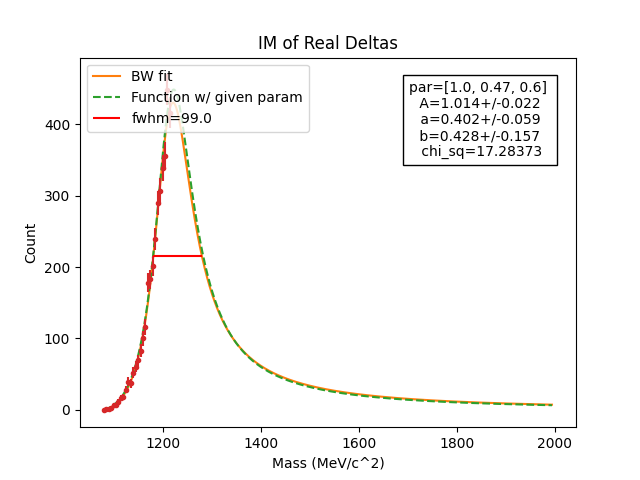 IM of Real Deltas
BW fit
Function w/ given param
fwhm=99.0
par=[1.0, 0.47, 0.6]
A=1.014+/-0.022
a=0.402+/-0.059
b=0.428+/-0.157
chi_sq=17.28373
Count
400
300
200
100
0
1200
1400
1600
1800
2000
Mass (MeV/c^2)